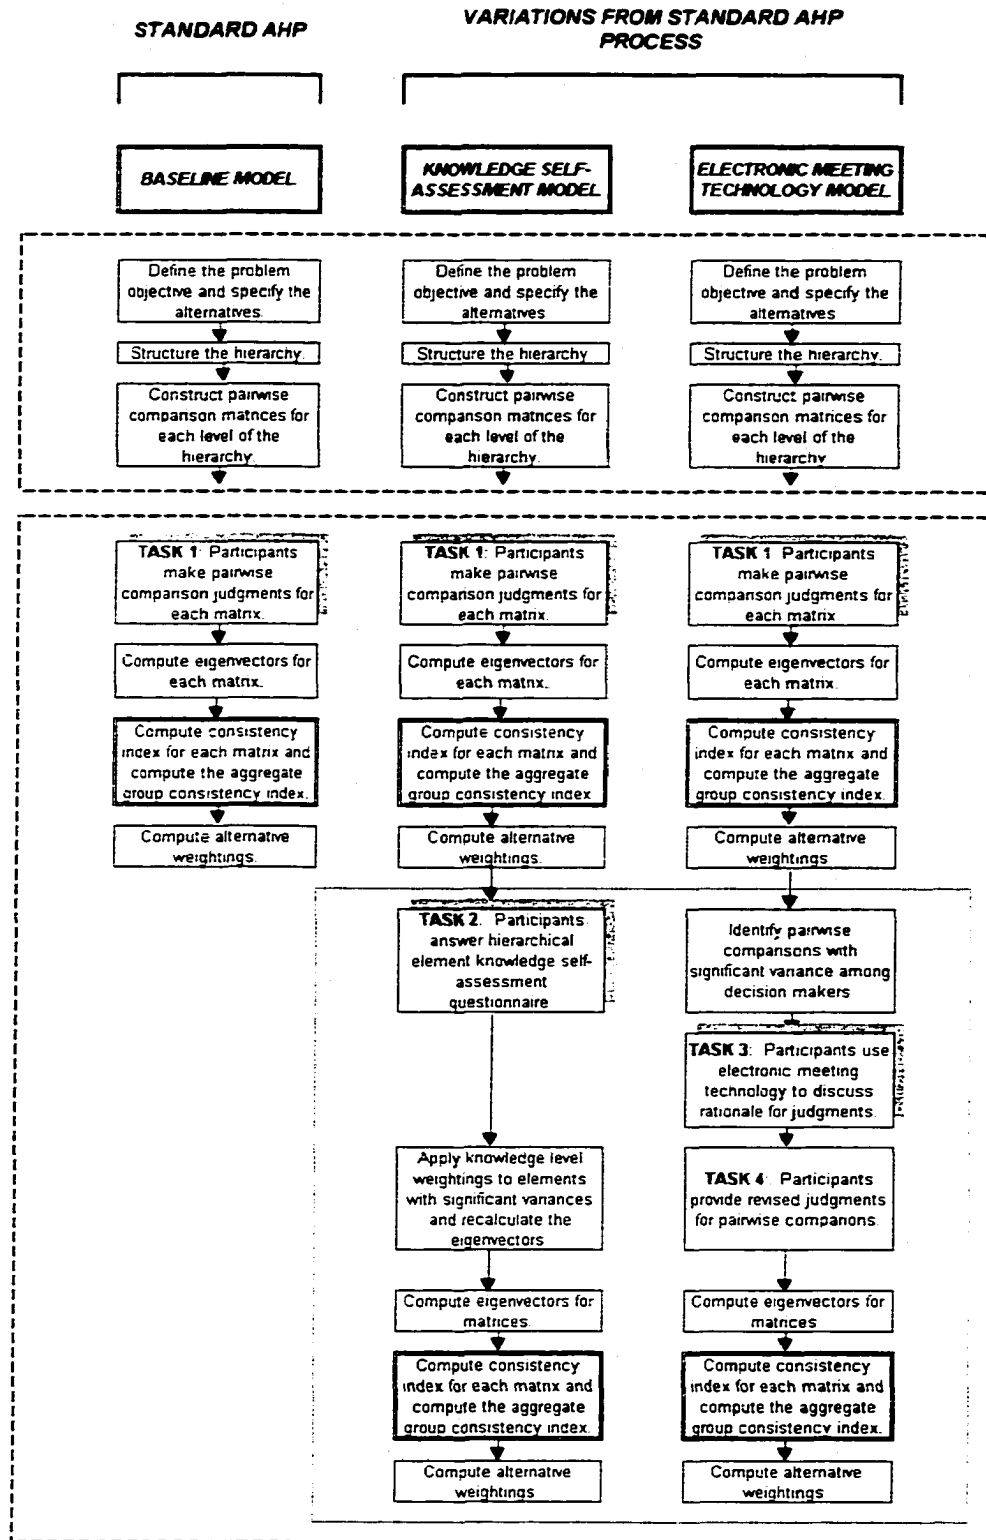 STANDARD AHP
VARIATIONS FROM STANDARD AHP
PROCESS
BASELINE MODEL
KNOWLEDGE SELF-
ASSESSMENT MODEL
ELECTRONIC MEETING
TECHNOLOGY MODEL
Define the problem
objective and specify the
alternatives.
Structure the hierarchy.
Construct pairwise
comparison matrices for
each level of the
hierarchy.
Define the problem
objective and specify the
alternatives
Structure the hierarchy
Construct pairwise
comparison matrices for
each level of the
hierarchy.
Define the problem
objective and specify the
alternatives
Structure the hierarchy.
Construct pairwise
comparison matrices for
each level of the
hierarchy
TASK 1: Participants
make pairwise
comparison judgments for
each matrix.
Compute eigenvectors for
each matrix.
Compute consistency
index for each matrix and
compute the aggregate
group consistency index.
Compute alternative
weightings.
TASK 1: Participants
make pairwise
comparison judgments for
each matrix.
Compute eigenvectors for
each matrix.
Compute consistency
index for each matrix and
compute the aggregate
group consistency index
Compute alternative
weightings.
TASK 2. Participants
answer hierarchical
element knowledge self-
assessment
questionnaire
Apply knowledge level
weightings to elements
with significant variances
and recalculate the
eigenvectors
Compute eigenvectors for
matrices.
Compute consistency
index for each matrix and
compute the aggregate
group consistency index.
Compute alternative
weightings
TASK 1 Participants
make pairwise
comparison judgments for
each matrix
Compute eigenvectors for
each matrix.
Compute consistency
index for each matrix and
compute the aggregate
group consistency index.
Compute alternative
weightings
Identify pairwise
comparisons with
significant variance among
decision makers
TASK 3: Participants use
electronic meeting
technology to discuss
rationale for judgments.
TASK 4: Participants
provide revised judgments
for pairwise companons.
Compute eigenvectors for
matrices
Compute consistency
index for each matrix and
compute the aggregate
group consistency index.
Compute alternative
weightings